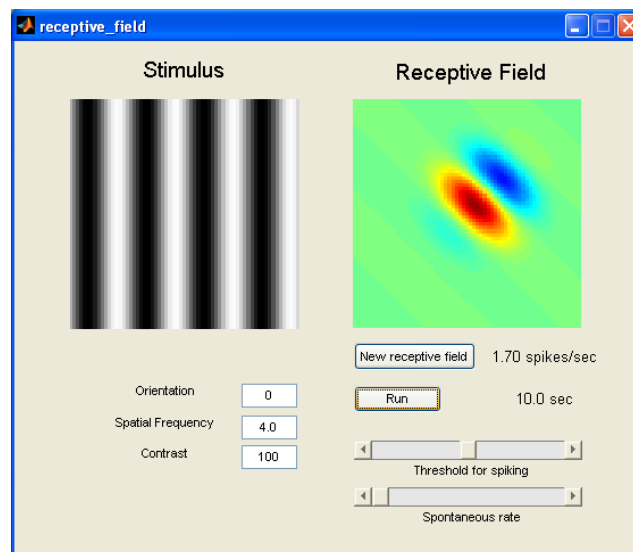 receptive_field
Stimulus
Receptive Field
New receptive field
1.70 spikes/sec
Run
10.0 sec
Orientation
0
Spatial Frequency
4.0
Contrast
100
Threshold for spiking
Spontaneous rate